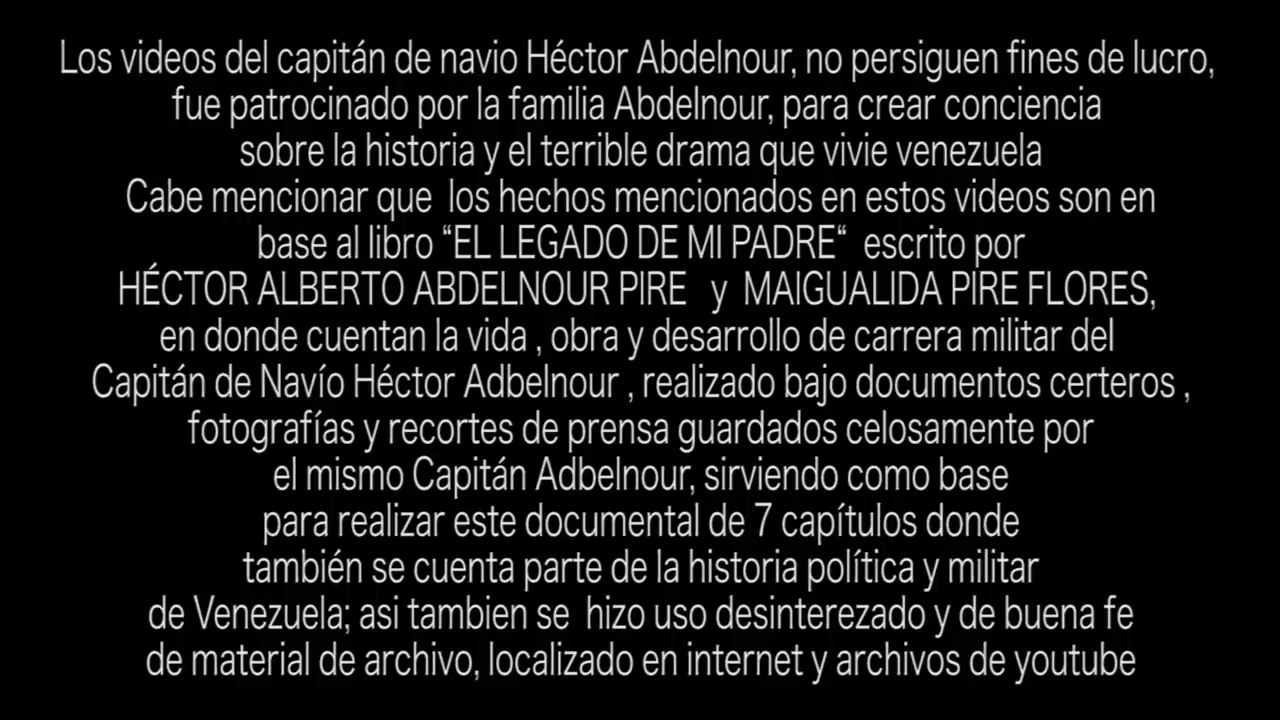 Los videos del capitán de navio Héctor Abdelnour, no persiguen fines de lucro,
fue patrocinado por la familia Abdelnour, para crear conciencia
sobre la historia y el terrible drama que vivie venezuela
Cabe mencionar que los hechos mencionados en estos videos son en
base al libro “EL LEGADO DE MI PADRE“ escrito por
HÉCTOR ALBERTO ABDELNOUR PIRE y MAIGUALIDA PIRE FLORES,
en donde cuentan la vida , obra y desarrollo de carrera militar del
Capitán de Navío Héctor Adbelnour , realizado bajo documentos certeros ,
fotografías y recortes de prensa guardados celosamente por
el mismo Capitán Adbelnour, sirviendo como base
para realizar este documental de 7 capítulos donde
también se cuenta parte de la historia política y militar
de Venezuela; asi tambien se hizo uso desinterezado y de buena fe
de material de archivo, localizado en internet y archivos de youtube